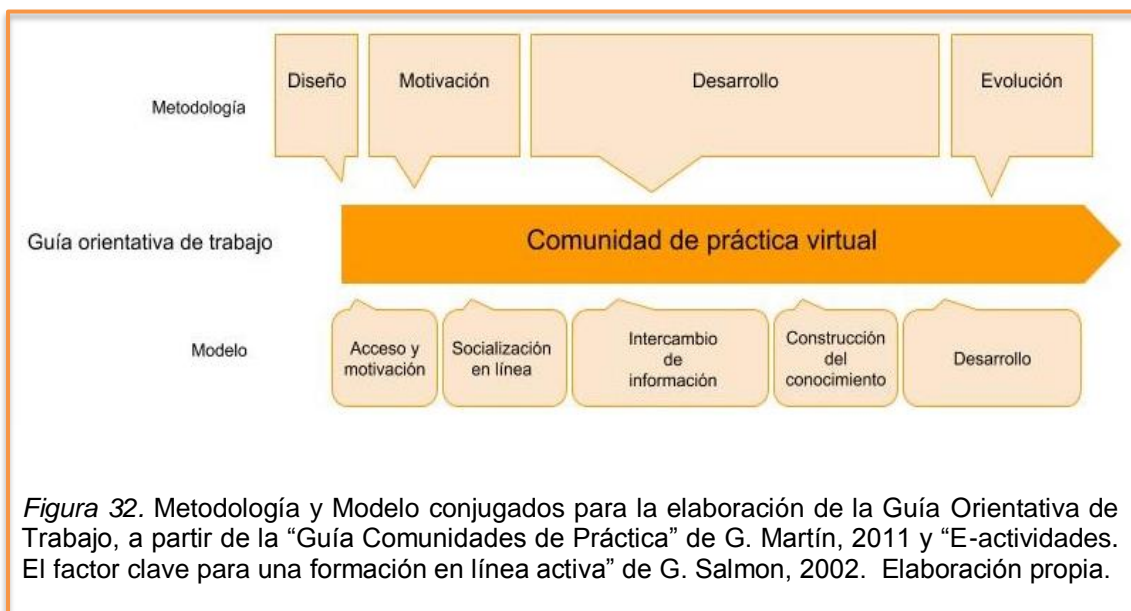 Diseño
Motivación
Desarrollo
Evolución
Metodología
Guía orientativa de trabajo
Comunidad de práctica virtual
Modelo
Acceso y
motivación
Socialización
en línea
Intercambio
de
información
Construcción
del
conocimiento
Desarrollo
Figura 32. Metodología y Modelo conjugados para la elaboración de la Guía Orientativa de
Trabajo, a partir de la “Guía Comunidades de Práctica” de G. Martín, 2011 y “E-actividades.
El factor clave para una formación en línea activa” de G. Salmon, 2002. Elaboración propia.